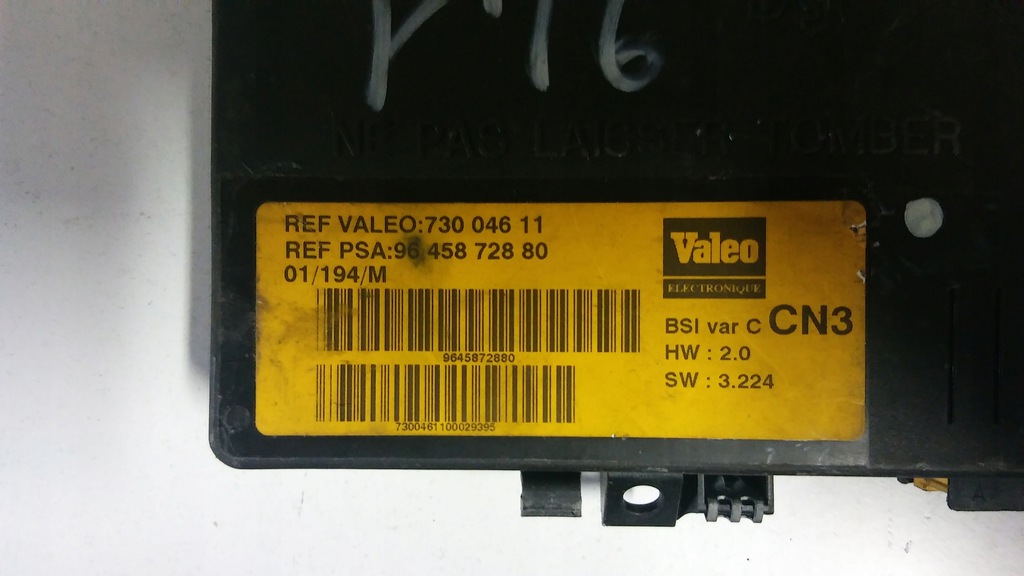 NE PAS LAISSER TOMBER
REF VALEO:730 046 11
REF PSA:96 458 728 80
01/194/M
9645872880
7300461100029395
Valeo
ELECTRONIQUE
BSI var C CN3
HW : 2.0
SW : 3.224
A